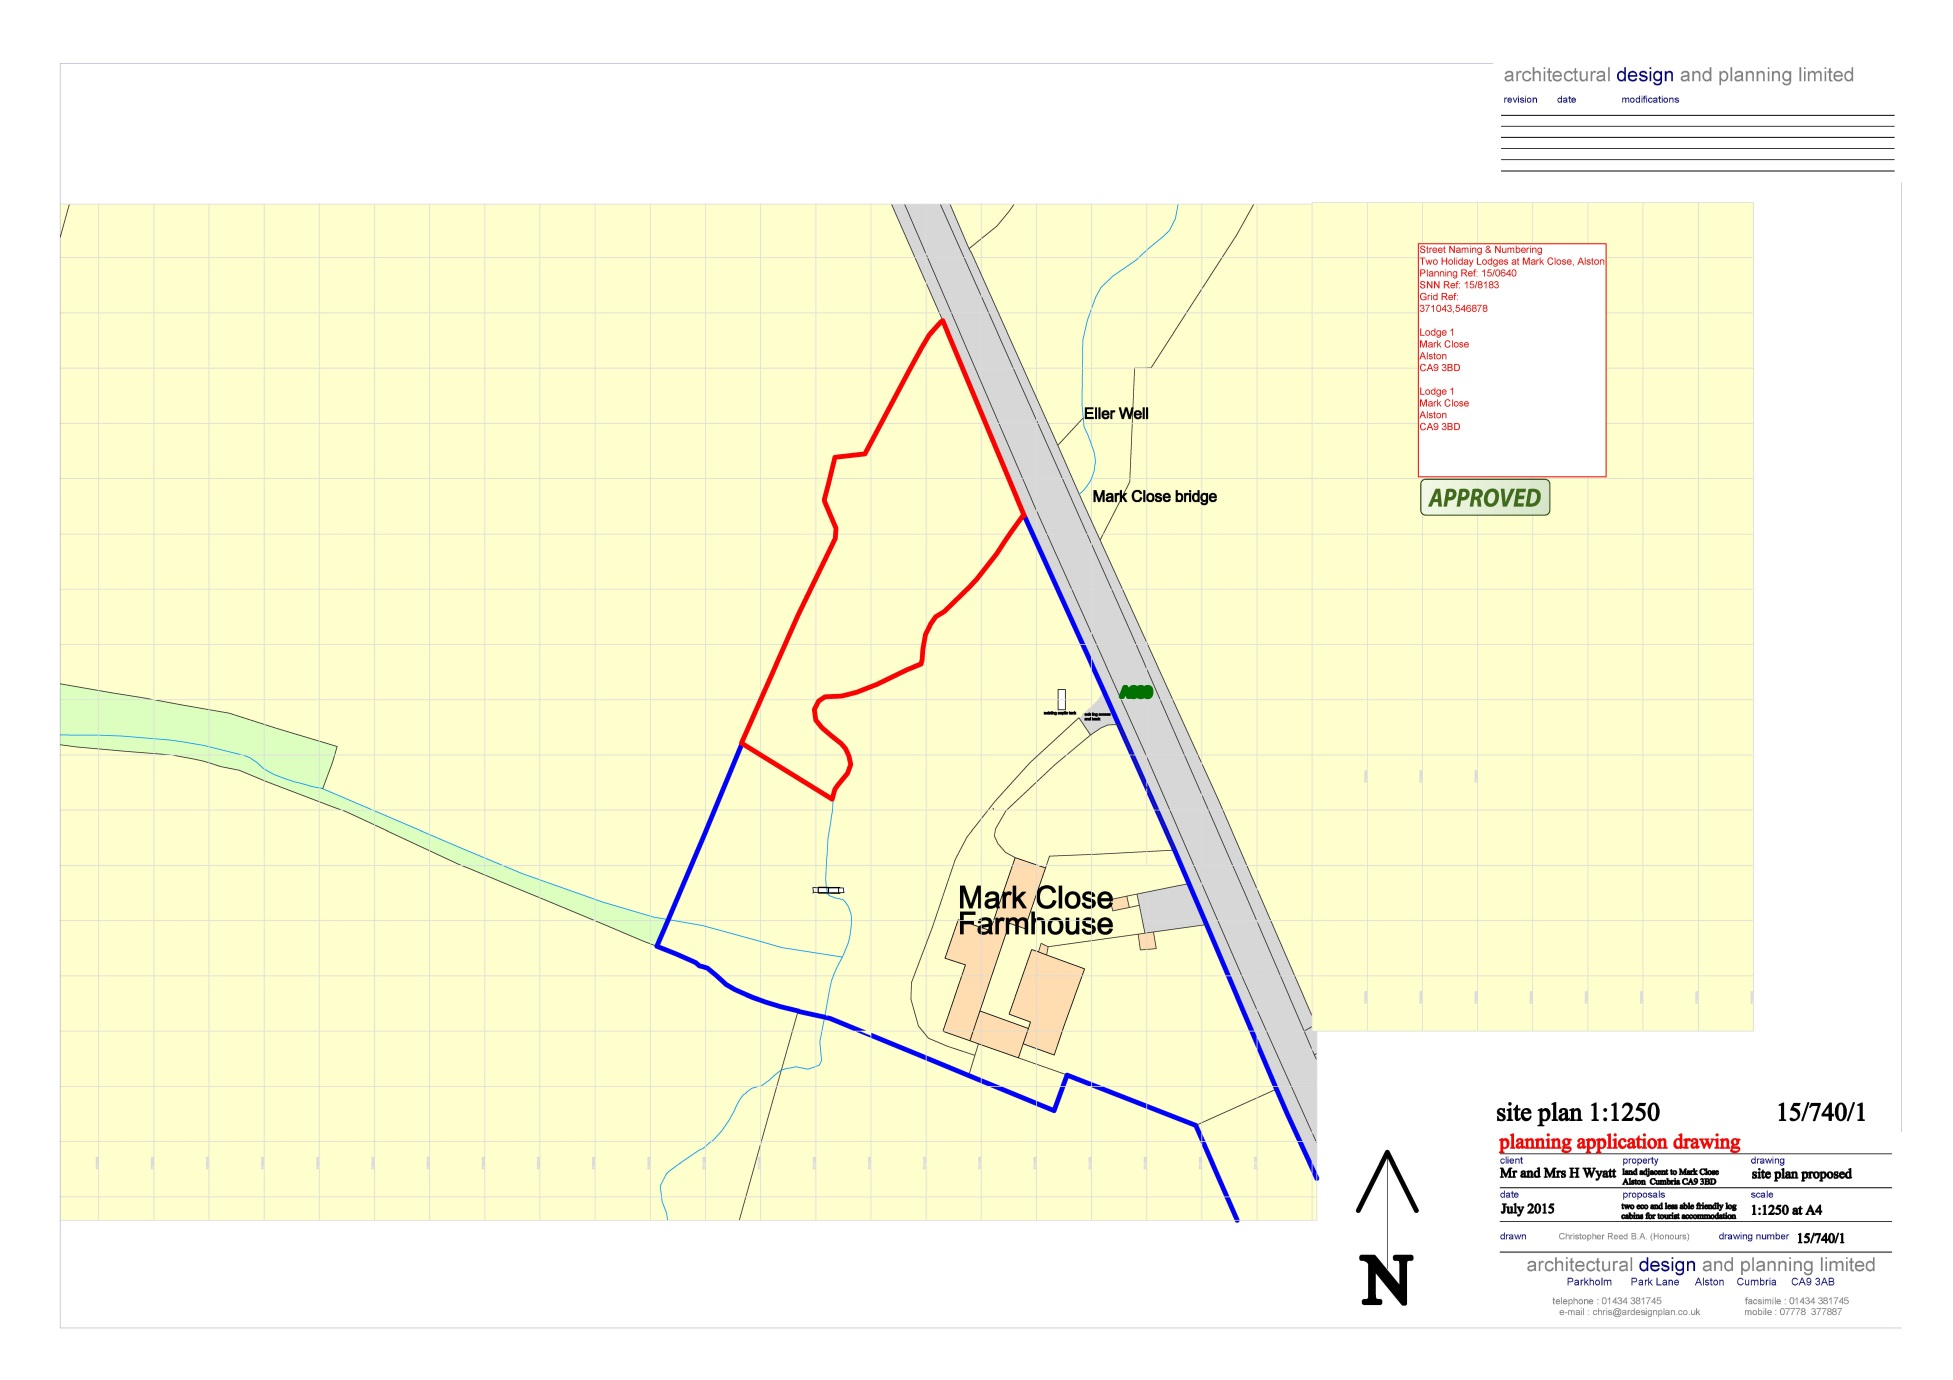 architectural design and planning limited
revision date modifications
Street Naming & Numbering
Two Holiday Lodges at Mark Close, Alston
Planning Ref: 15/0640
SNN Ref: 15/8183
Grid Ref:
371043,546878
Lodge 1
Mark Close
Alston
CA9 3BD
Lodge 1
Mark Close
Alston
CA9 3BD
APPROVED
Eller Well
Mark Close bridge
existing septic tank
Mark Close
Farmhouse
site plan 1:1250 15/740/1
planning application drawing
client property drawing
Mr and Mrs H Wyatt land adjacent to Mark Close site plan proposed
Alston Cumbria CA9 3BD
date proposals scale
July 2015 two eco and less able friendly log 1:1250 at A4
cabins for tourist accommodation
drawn Christopher Reed B.A. (Honours) drawing number 15/740/1
architectural design and planning limited
Parkholm Park Lane Alston Cumbria CA9 3AB
telephone : 01434 381745 facsimile : 01434 381745
e-mail : chris@ardesignplan.co.uk mobile : 07778 377887
N